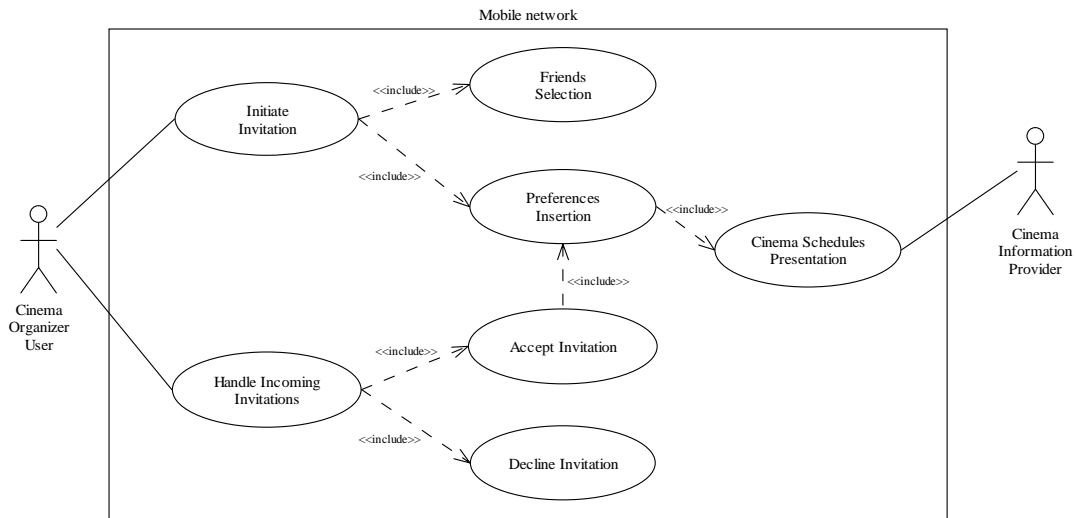 Mobile network
Friends
Selection
<<include>>
Initiate
Invitation
<<include>>
Preferences
Insertion
<<include>>
Cinema Schedules
Presentation
Cinema
Information
Provider
<<include>>
Cinema
Organizer
User
Accept Invitation
<<include>>
Handle Incoming
Invitations
<<include>>
Decline Invitation